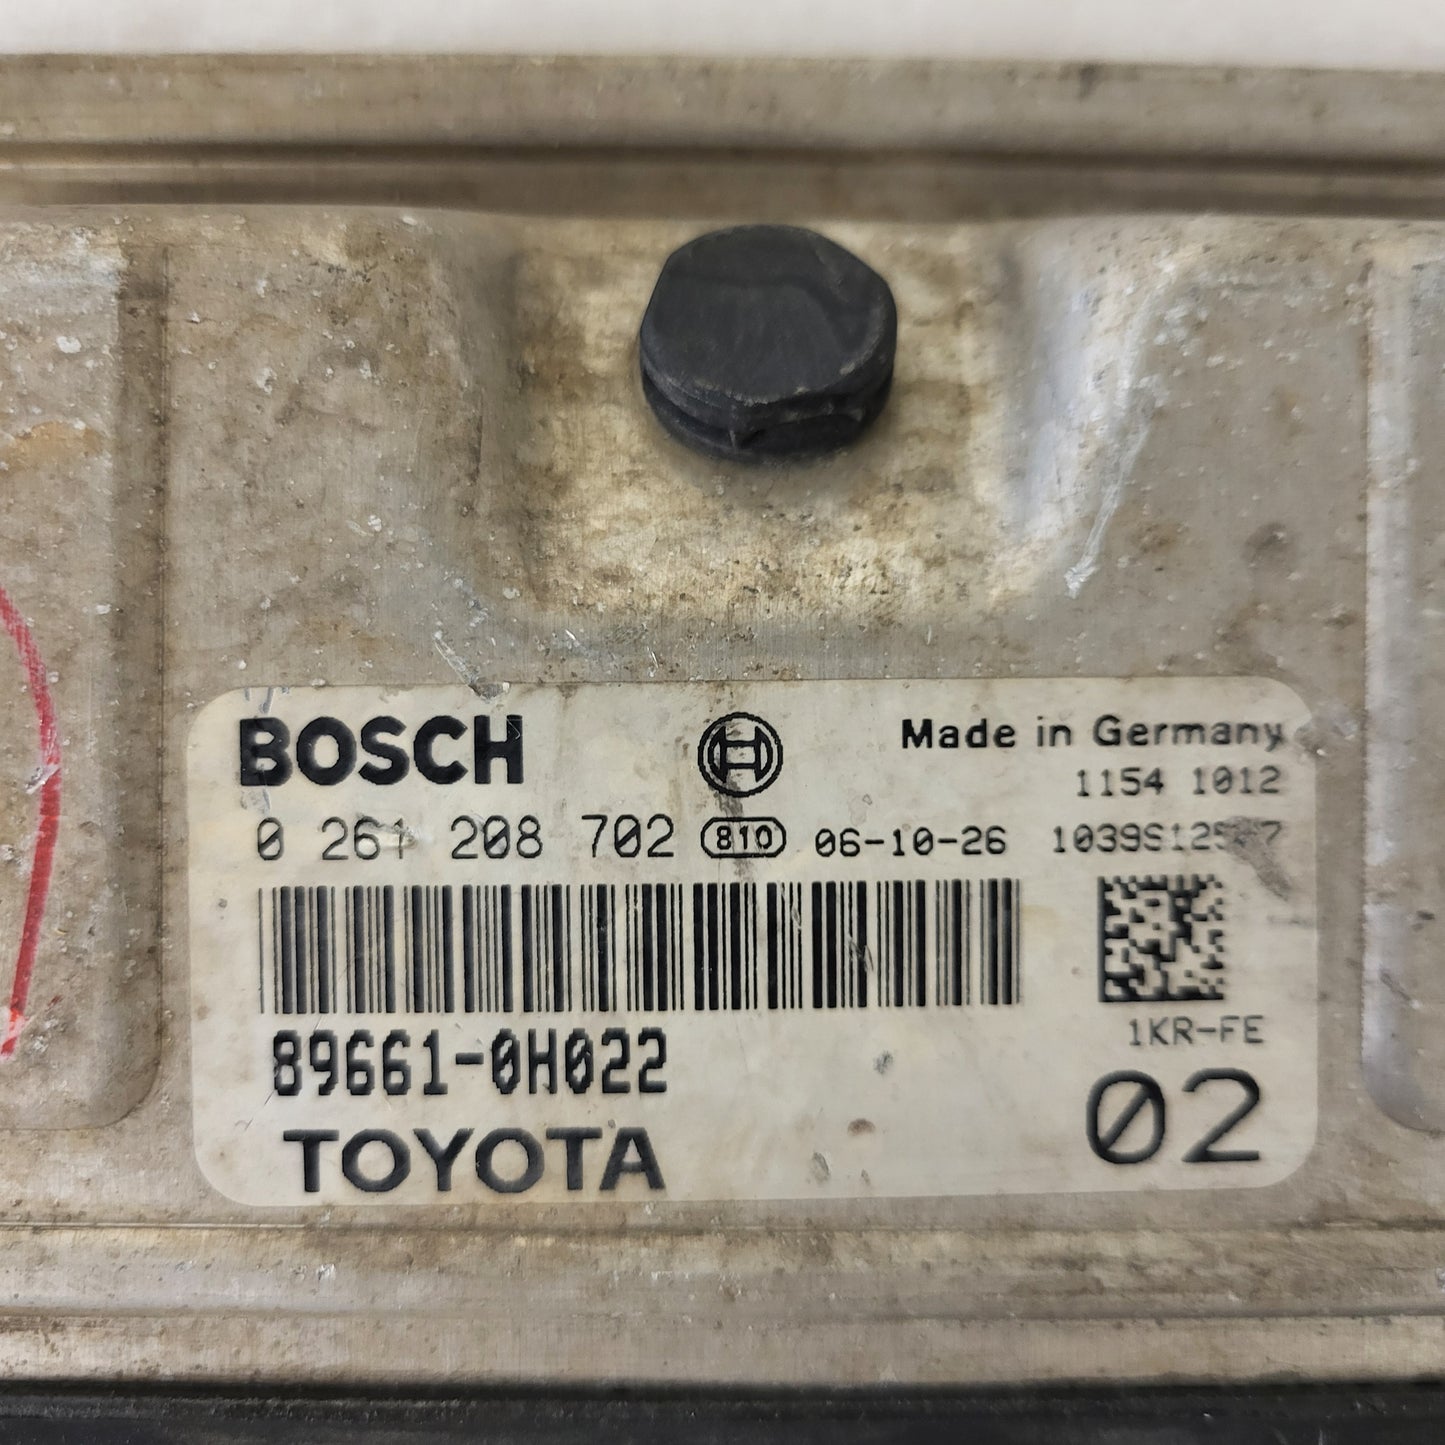 BOSCH
Made in Germany
1154 1012
0 261 208 702 810 06-10-26
89661-0H022
1KR-FE
TOYOTA
02